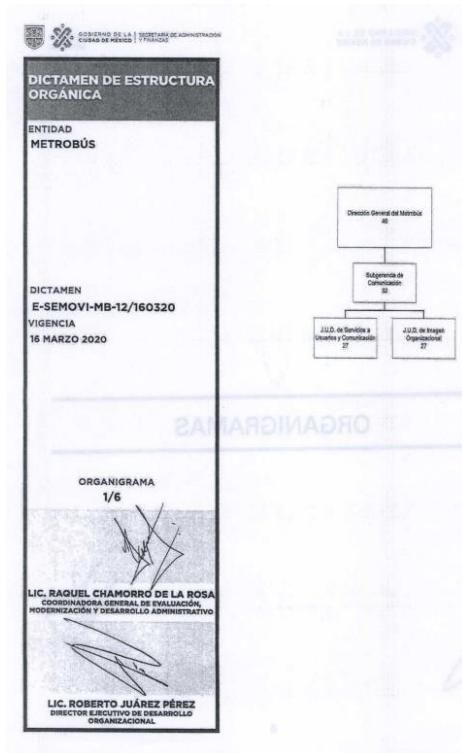 GOBIERNO DE LA
CIUDAD DE MÉXICO
SECRETARÍA DE ADMINISTRACIÓN
Y FINANZAS
DICTAMEN DE ESTRUCTURA
ORGÁNICA
ENTIDAD
METROBÚS
DICTAMEN
E-SEMOVI-MB-12/160320
VIGENCIA
16 MARZO 2020
ORGANIGRAMA
1/6
LIC. RAQUEL CHAMORRO DE LA ROSA
COORDINADORA GENERAL DE EVALUACIÓN,
MODERNIZACIÓN Y DESARROLLO ADMINISTRATIVO
LIC. ROBERTO JUÁREZ PÉREZ
DIRECTOR EJECUTIVO DE DESARROLLO
ORGANIZACIONAL
Dirección General del Metrobús
Subgerencia de
Comunicación
J.U.D. de Servicios a
Usuarios y Comunicación
27
J.U.D. de Imagen
Organizacional
27
ORGANIGRAMAS